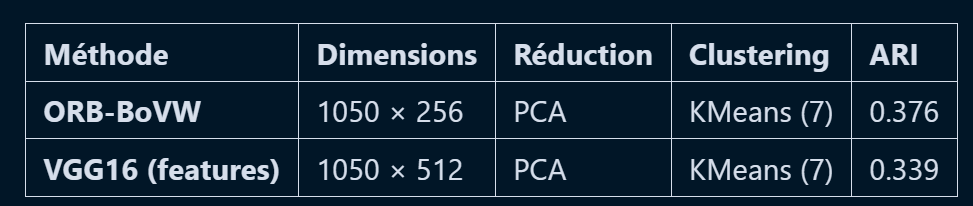 Méthode Dimensions Réduction Clustering ARI
ORB-BoVW 1050 × 256 PCA KMeans (7) 0.376
VGG16 (features) 1050 × 512 PCA KMeans (7) 0.339